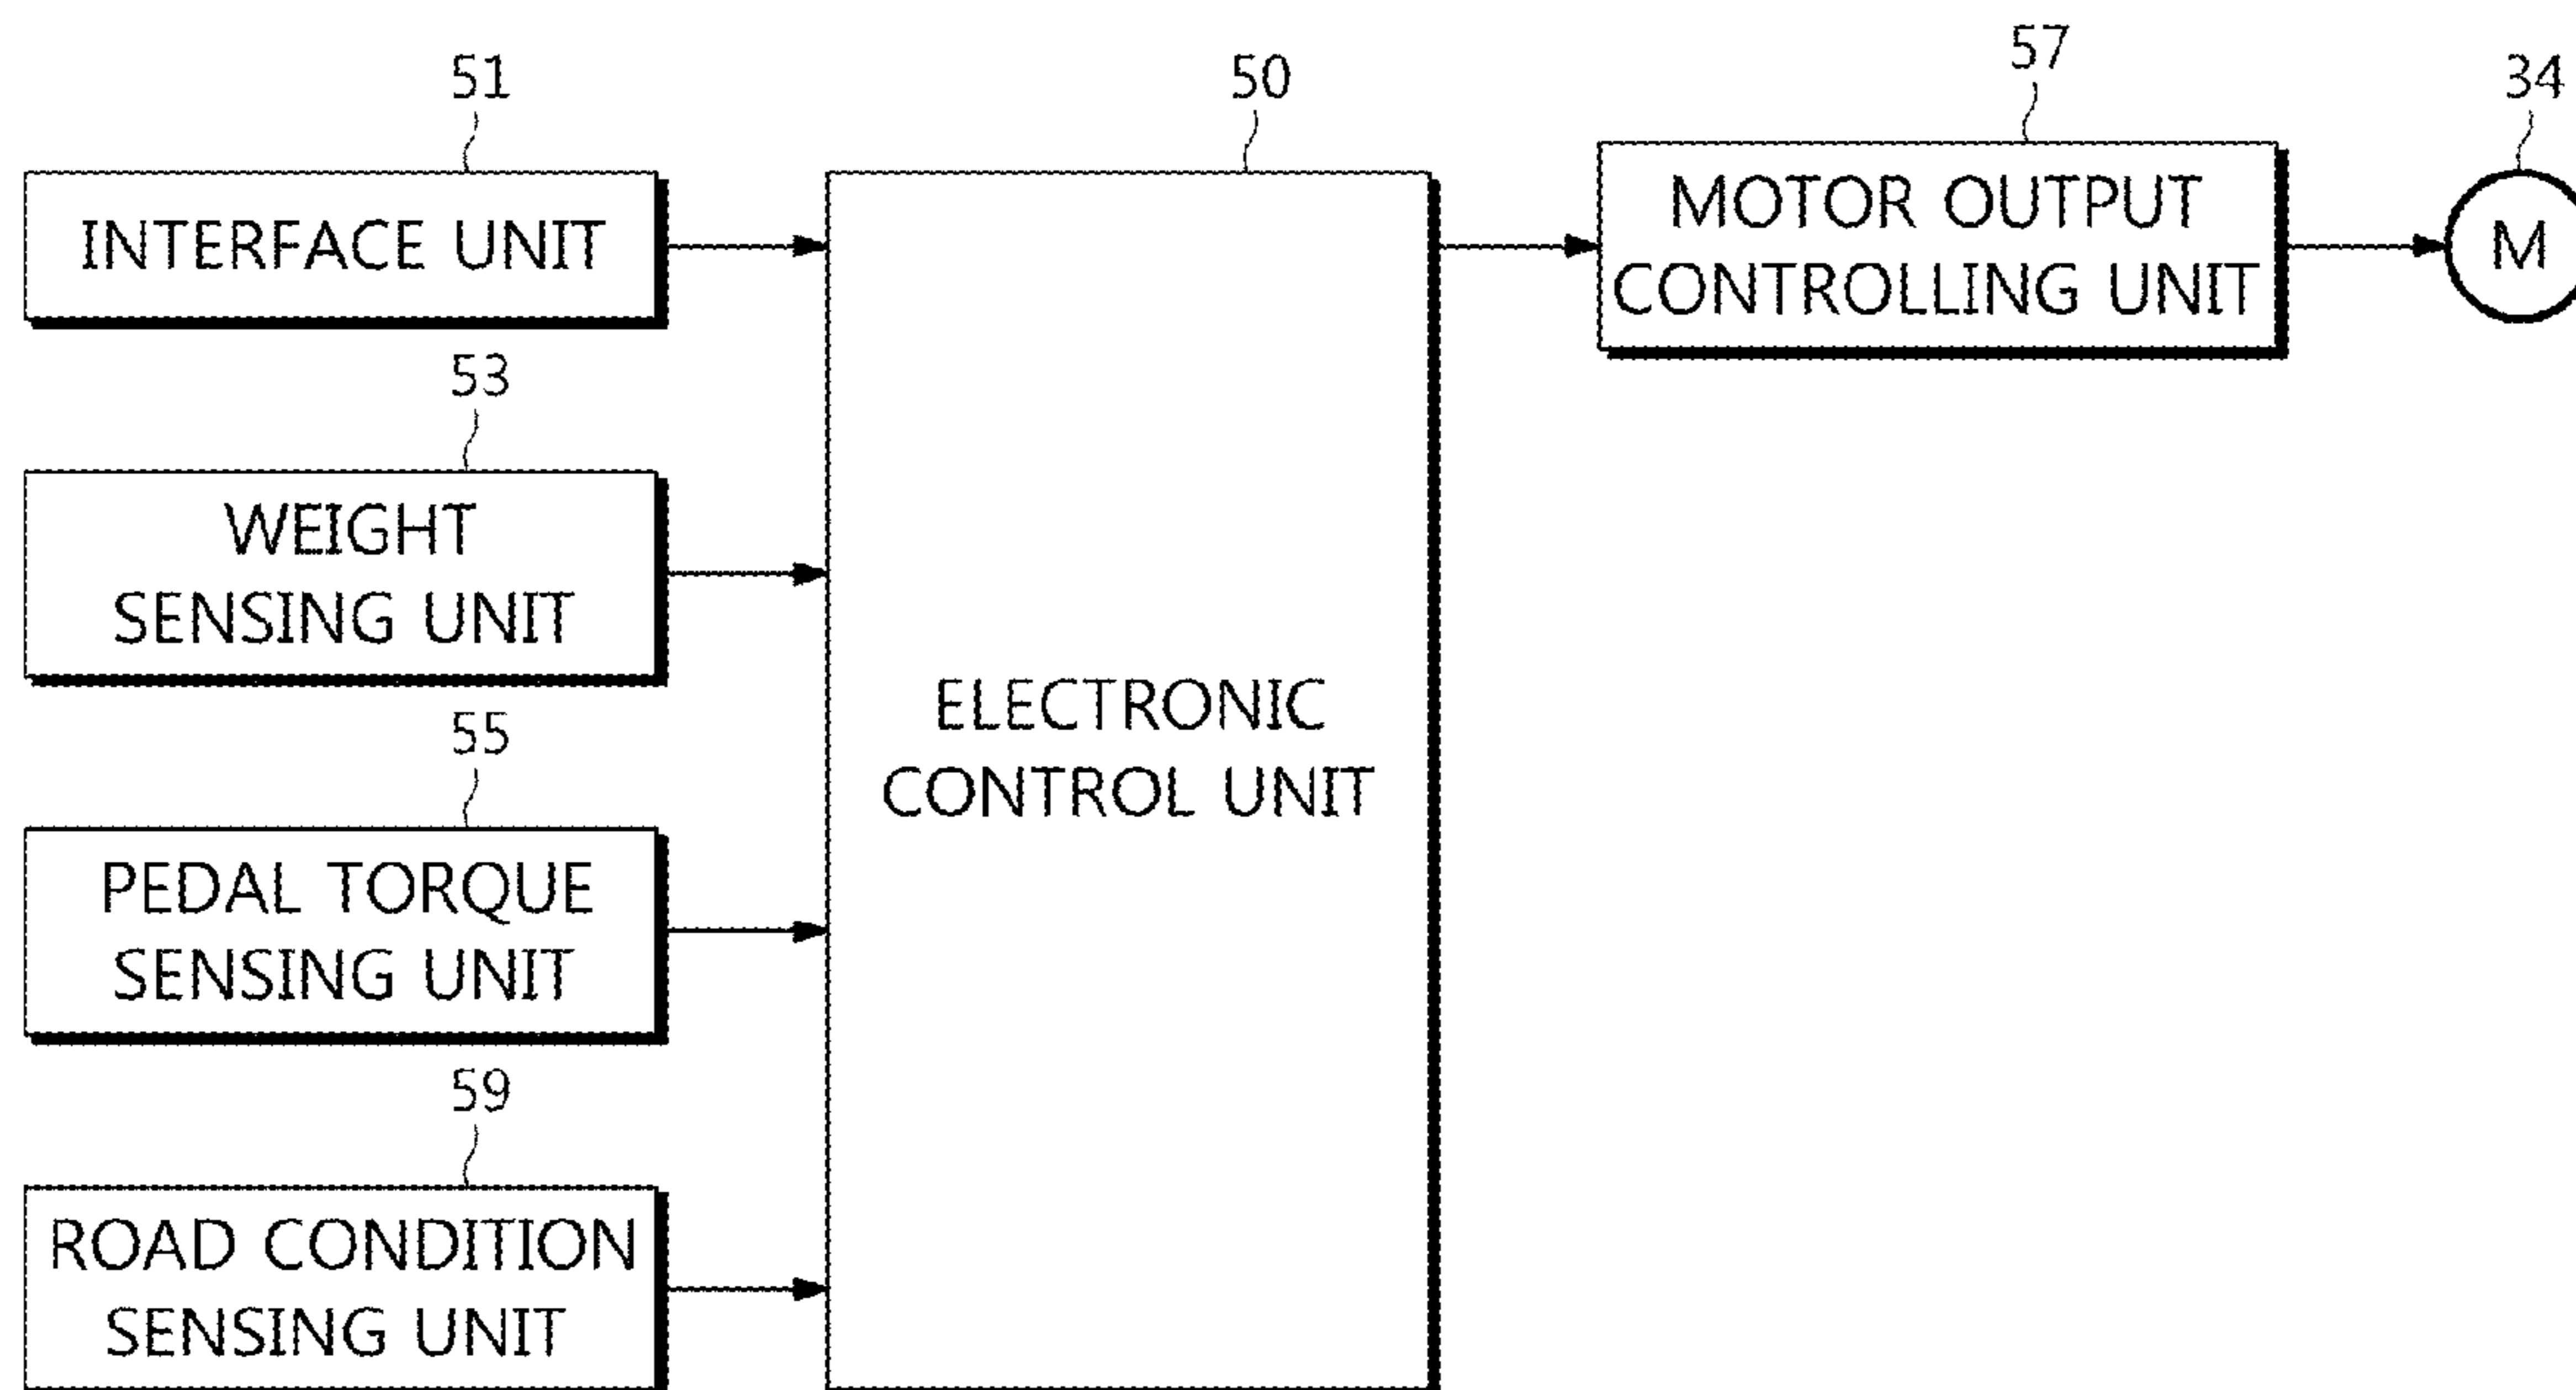 51
INTERFACE UNIT
53
WEIGHT
SENSING UNIT
55
PEDAL TORQUE
SENSING UNIT
59
ROAD CONDITION
SENSING UNIT
50
ELECTRONIC
CONTROL UNIT
57
MOTOR OUTPUT
CONTROLLING UNIT
34
M